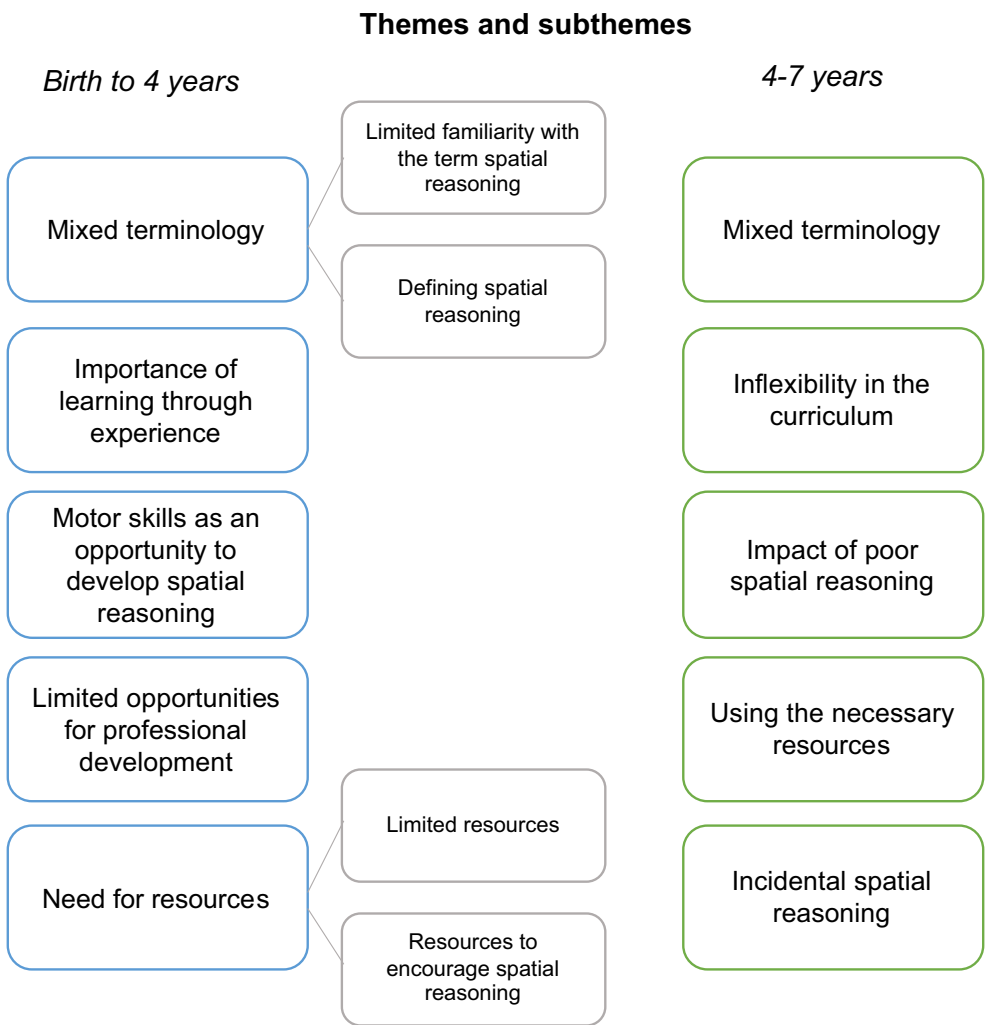 Themes and subthemes
Birth to 4 years
4-7 years
Mixed terminology
Limited familiarity with
the term spatial
reasoning
Defining spatial
reasoning
Importance of
learning through
experience
Motor skills as an
opportunity to
develop spatial
reasoning
Limited opportunities
for professional
development
Need for resources
Limited resources
Resources to
encourage spatial
reasoning
Mixed terminology
Inflexibility in the
curriculum
Impact of poor
spatial reasoning
Using the necessary
resources
Incidental spatial
reasoning